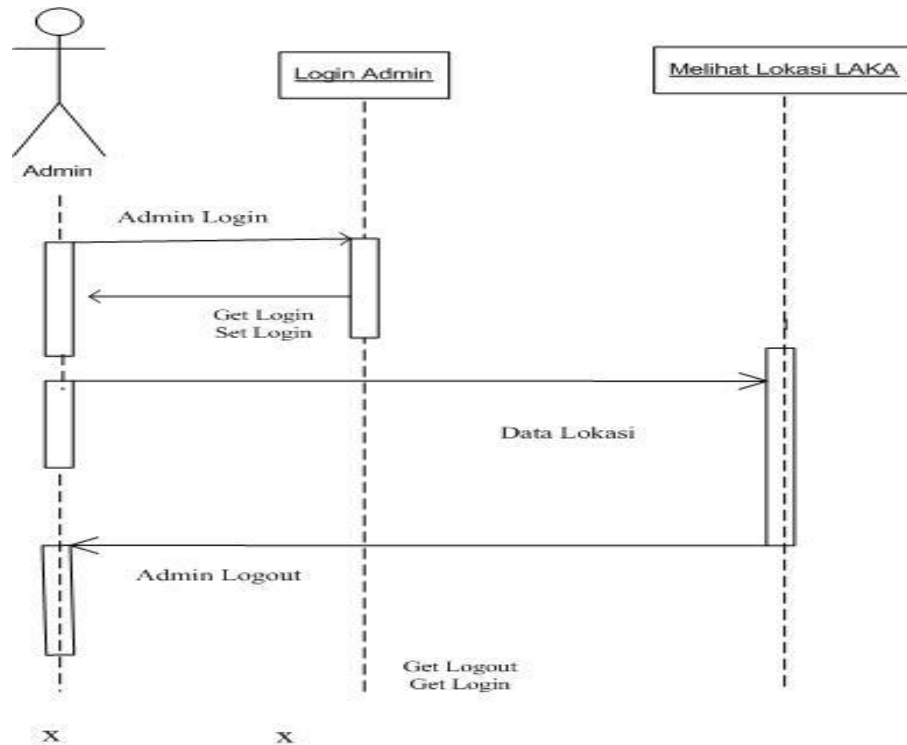 Login Admin
Melihat Lokasi LAKA
Admin
Admin Login
Get Login
Set Login
Data Lokasi
Admin Logout
Get Logout
Get Login
X
X